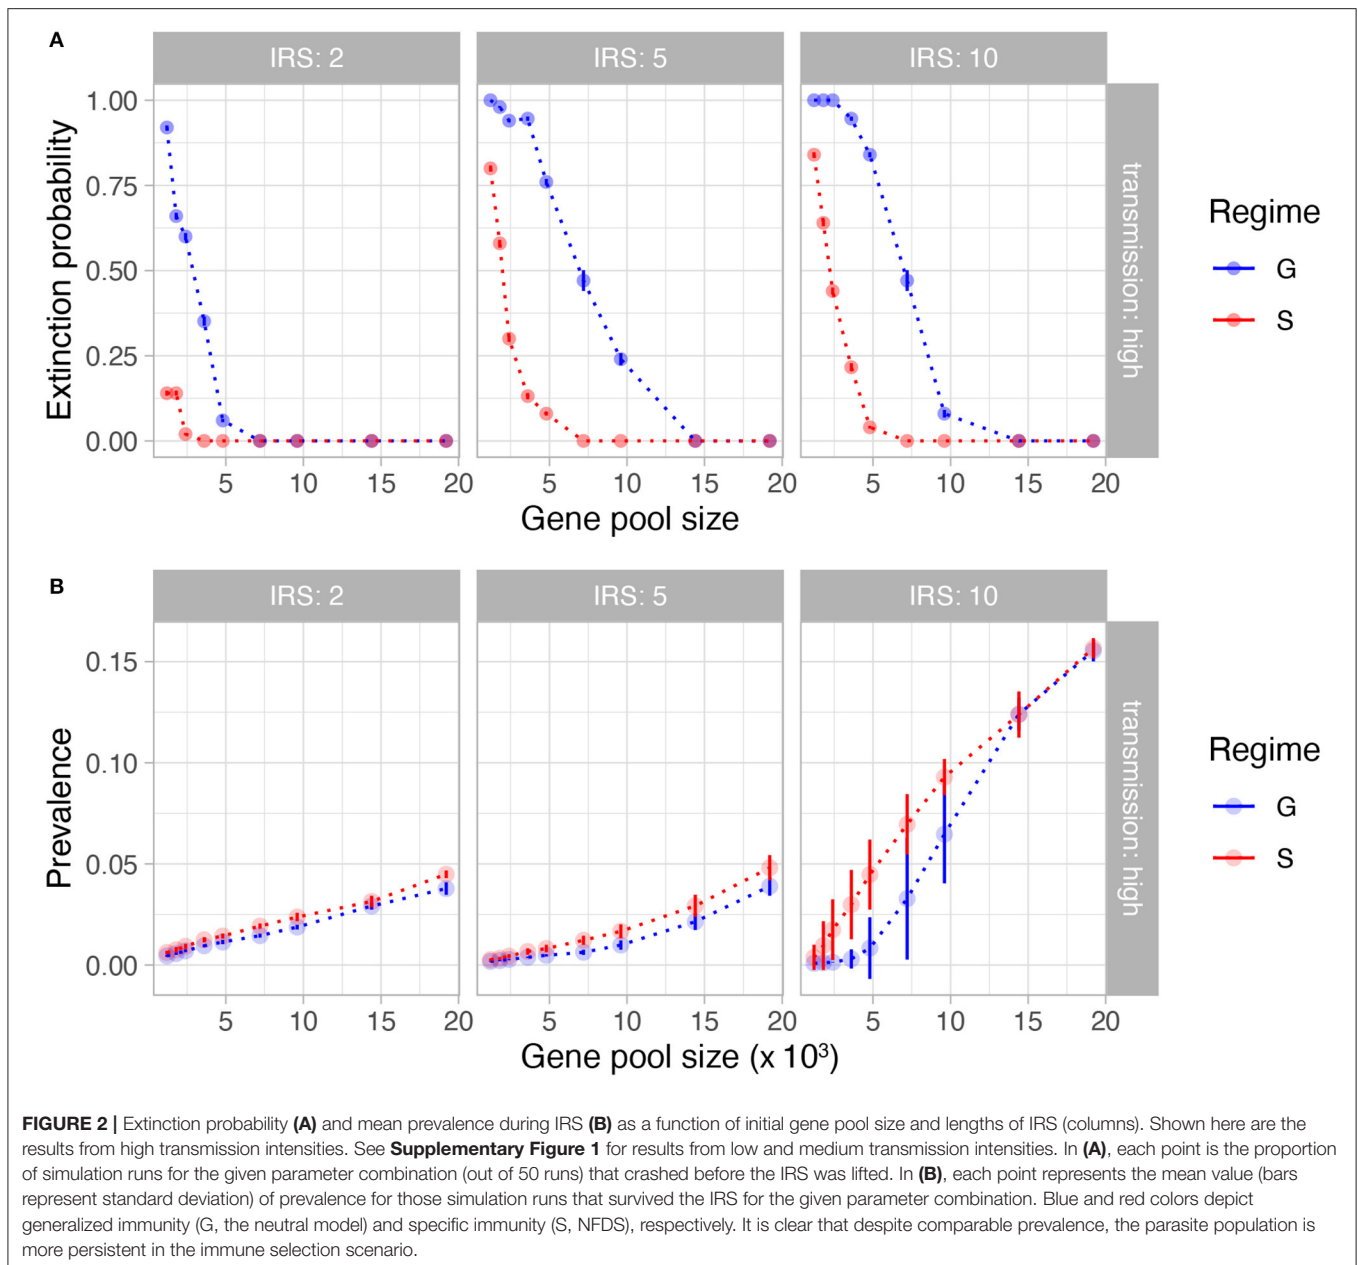 A
IRS: 2
IRS: 5
IRS: 10
1.00
0.75
0.50
0.25
0.00
Extinction probability
transmission: high
5 10 15 20
5 10 15 20
5 10 15 20
Gene pool size
Regime
G
S
B
IRS: 2
IRS: 5
IRS: 10
0.15
0.10
0.05
0.00
Prevalence
transmission: high
5 10 15 20
5 10 15 20
5 10 15 20
Gene pool size (x 10³)
Regime
G
S
FIGURE 2 | Extinction probability (A) and mean prevalence during IRS (B) as a function of initial gene pool size and lengths of IRS (columns). Shown here are the
results from high transmission intensities. See Supplementary Figure 1 for results from low and medium transmission intensities. In (A), each point is the proportion
of simulation runs for the given parameter combination (out of 50 runs) that crashed before the IRS was lifted. In (B), each point represents the mean value (bars
represent standard deviation) of prevalence for those simulation runs that survived the IRS for the given parameter combination. Blue and red colors depict
generalized immunity (G, the neutral model) and specific immunity (S, NFDS), respectively. It is clear that despite comparable prevalence, the parasite population is
more persistent in the immune selection scenario.